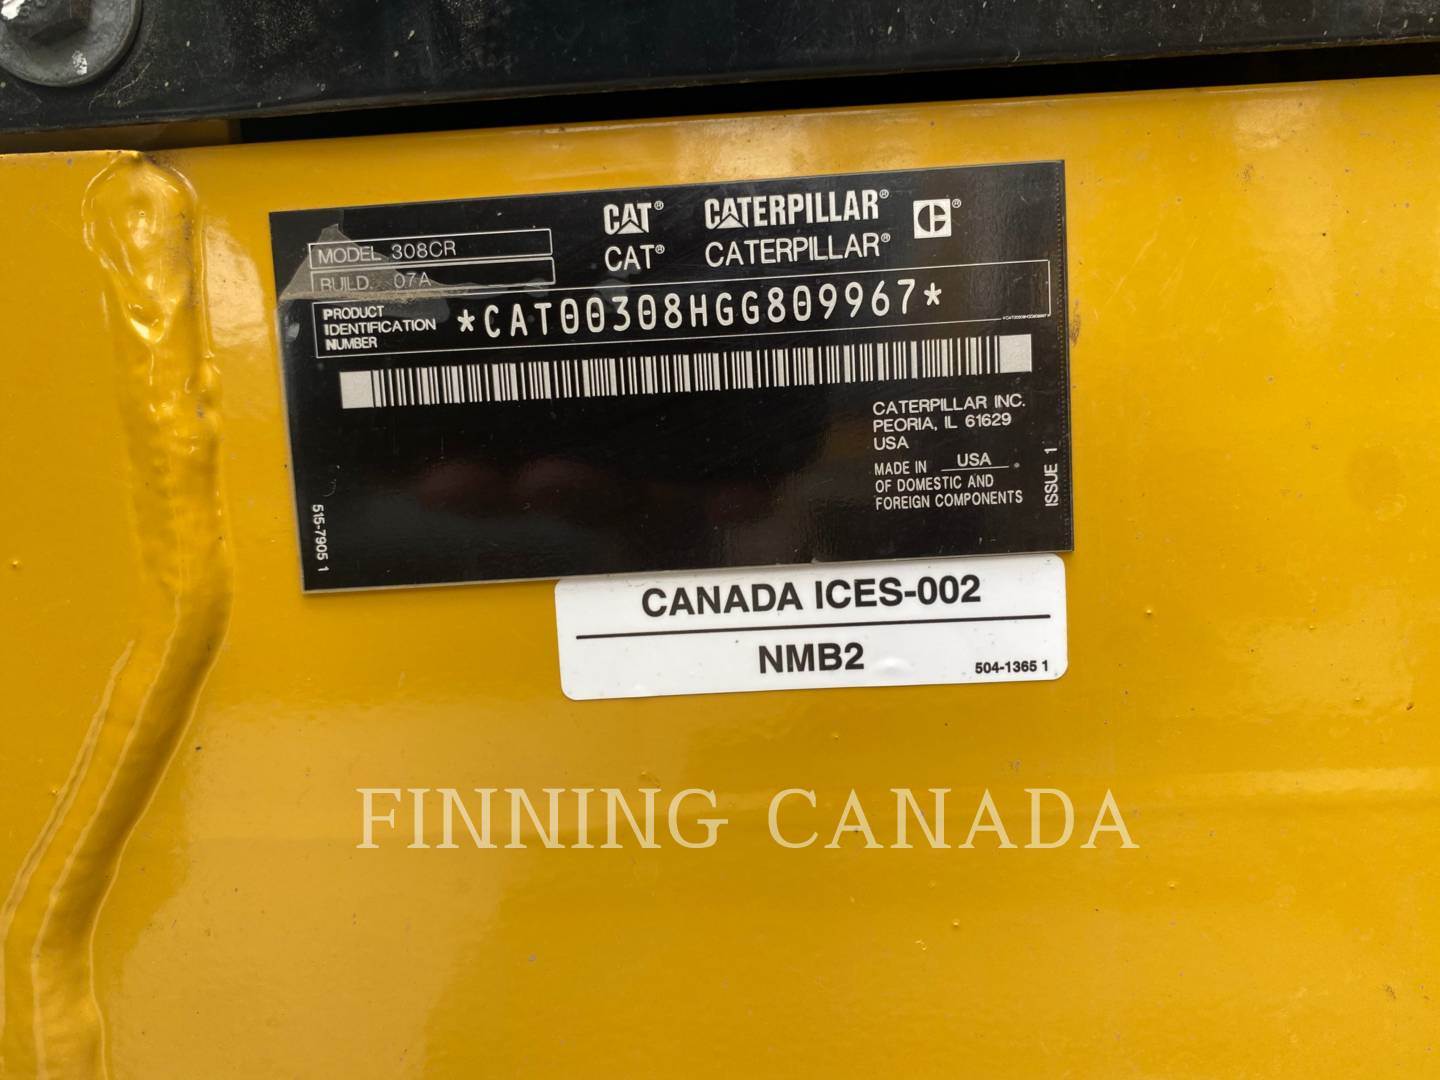 MODEL 308CR
BUILD. 07A
CAT® CATERPILLAR® C®
CAT® CATERPILLAR®
PRODUCT
IDENTIFICATION
NUMBER
*CAT00308HGG809967*
CATERPILLAR INC.
PEORIA, IL 61629
USA
MADE IN USA
OF DOMESTIC AND
FOREIGN COMPONENTS
ISSUE 1
515-7905 1
CANADA ICES-002
NMB2
504-1365 1
FINNING CANADA